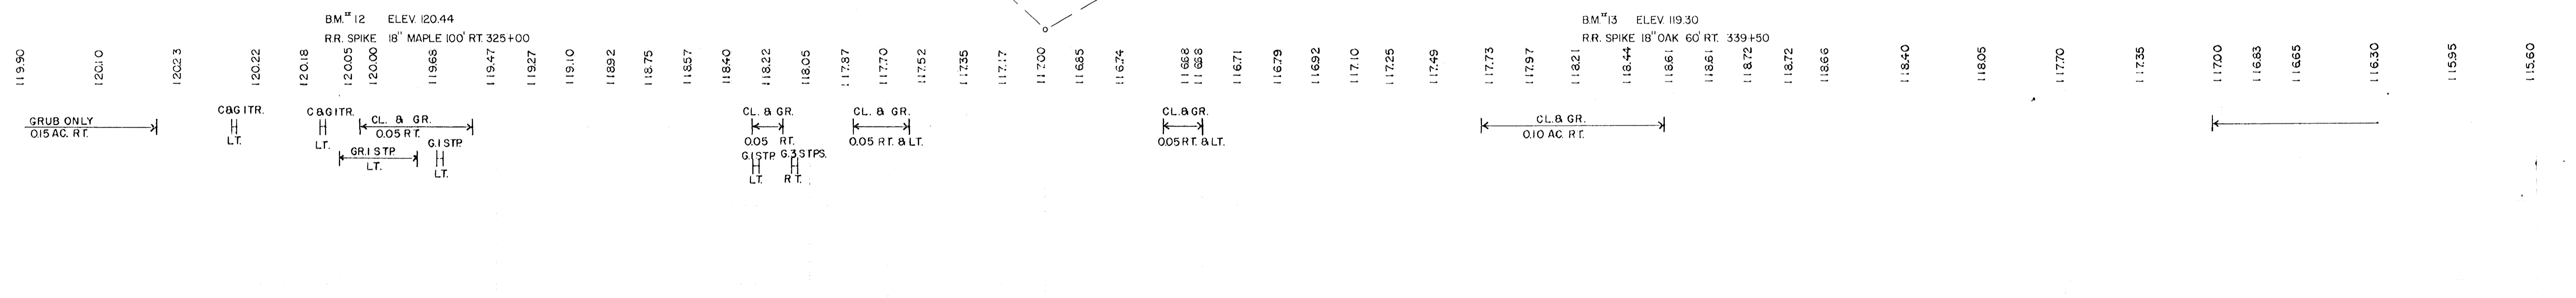 B.M.# 12 ELEV. 120.44
R.R. SPIKE 18" MAPLE 100' RT. 325+00
B.M.# 13 ELEV. 119.30
R.R. SPIKE 18" OAK 60' RT. 339+50
119.90 120.10 120.23 120.22 120.18 120.05 120.00 119.68 119.47 119.27 119.10 118.92 118.75 118.57 118.40 118.22 118.05 117.87 117.70 117.52 117.35 117.17 117.00 116.85 116.74 116.68 116.68 116.71 116.79 116.92 117.10 117.25 117.49 117.73 117.97 118.21 118.44 118.61 118.61 118.72 118.72 118.66 118.40 118.05 117.70 117.35 117.00 116.83 116.65 116.30 115.95 115.60
GRUB ONLY
0.15 AC. RT.
C&G 1 TR.
LT.
C&G 1 TR.
LT.
CL. & GR.
0.05 RT.
GR. 1 STP.
LT.
G. 1 STP.
LT.
CL. & GR.
0.05 RT.
G. 1 STP.
LT.
G. 3 STPS.
RT.
CL. & GR.
0.05 RT. & LT.
CL. & GR.
0.05 RT. & LT.
CL. & GR.
0.10 AC. RT.